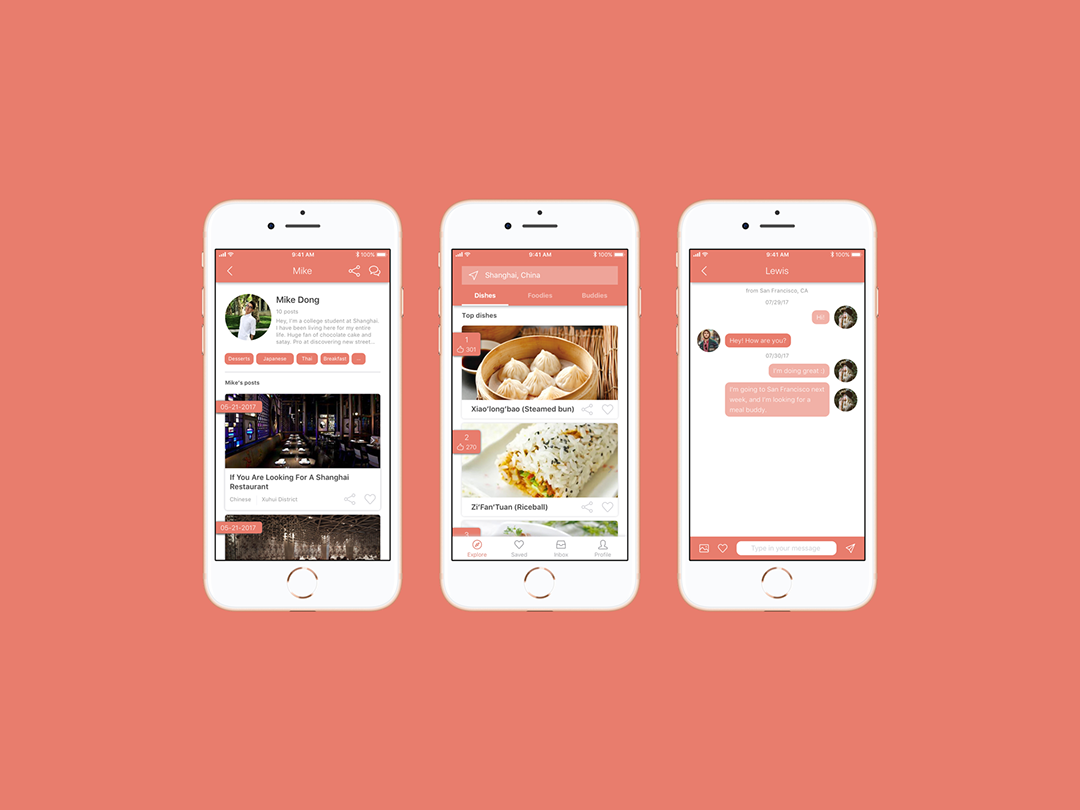 9:41 AM
100%
Mike
Mike Dong
10 posts
Hey, I'm a college student at Shanghai.
I have been living here for my entire
life. Huge fan of chocolate cake and
satay. Pro at discovering new street...
Desserts
Japanese
Thai
Breakfast
...
Mike's posts
05-21-2017
If You Are Looking For A Shanghai
Restaurant
Chinese
Xuhui District
05-21-2017
9:41 AM
100%
Shanghai, China
Dishes
Foodies
Buddies
Top dishes
1
301
Xiao'long'bao (Steamed bun)
2
270
Zi'Fan'Tuan (Riceball)
3
Explore
Saved
Inbox
Profile
9:41 AM
100%
Lewis
from San Francisco, CA
07/29/17
Hi!
Hey! How are you?
07/30/17
I'm doing great :)
I'm going to San Francisco next
week, and I'm looking for a
meal buddy.
Type in your message